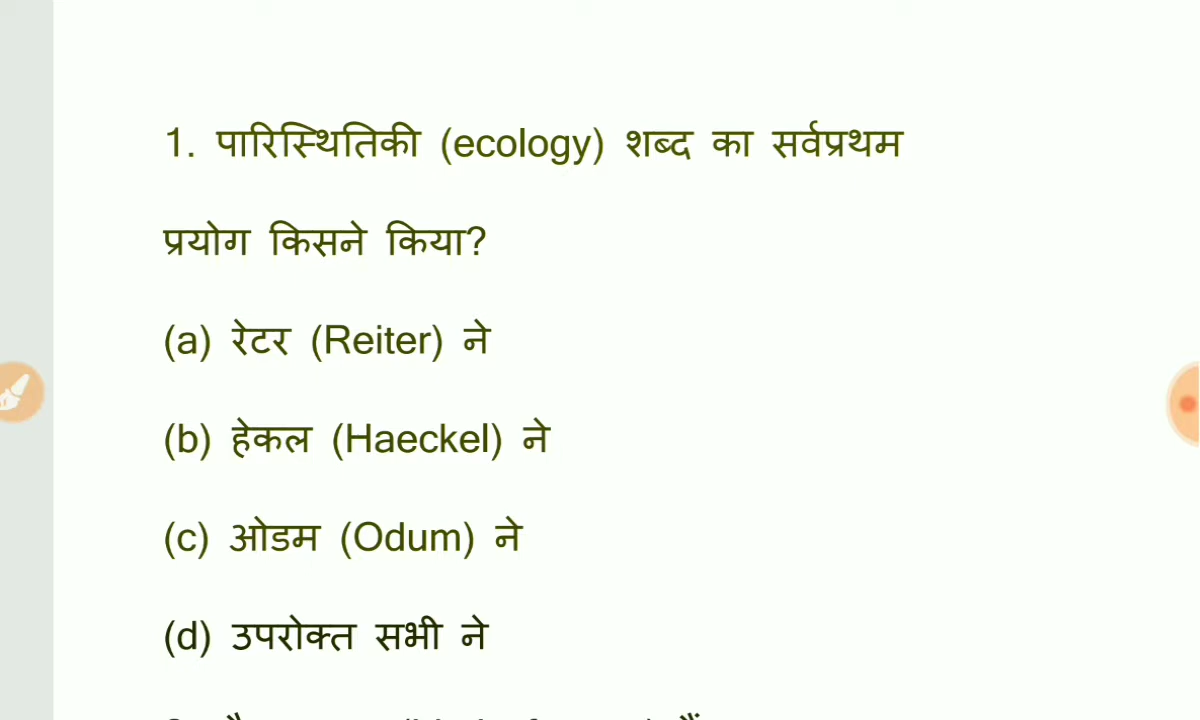 1. पारिस्थितिकी (ecology) शब्द का सर्वप्रथम
प्रयोग किसने किया?
(a) रेटर (Reiter) ने
(b) हेकल (Haeckel) ने
(c) ओडम (Odum) ने
(d) उपरोक्त सभी ने